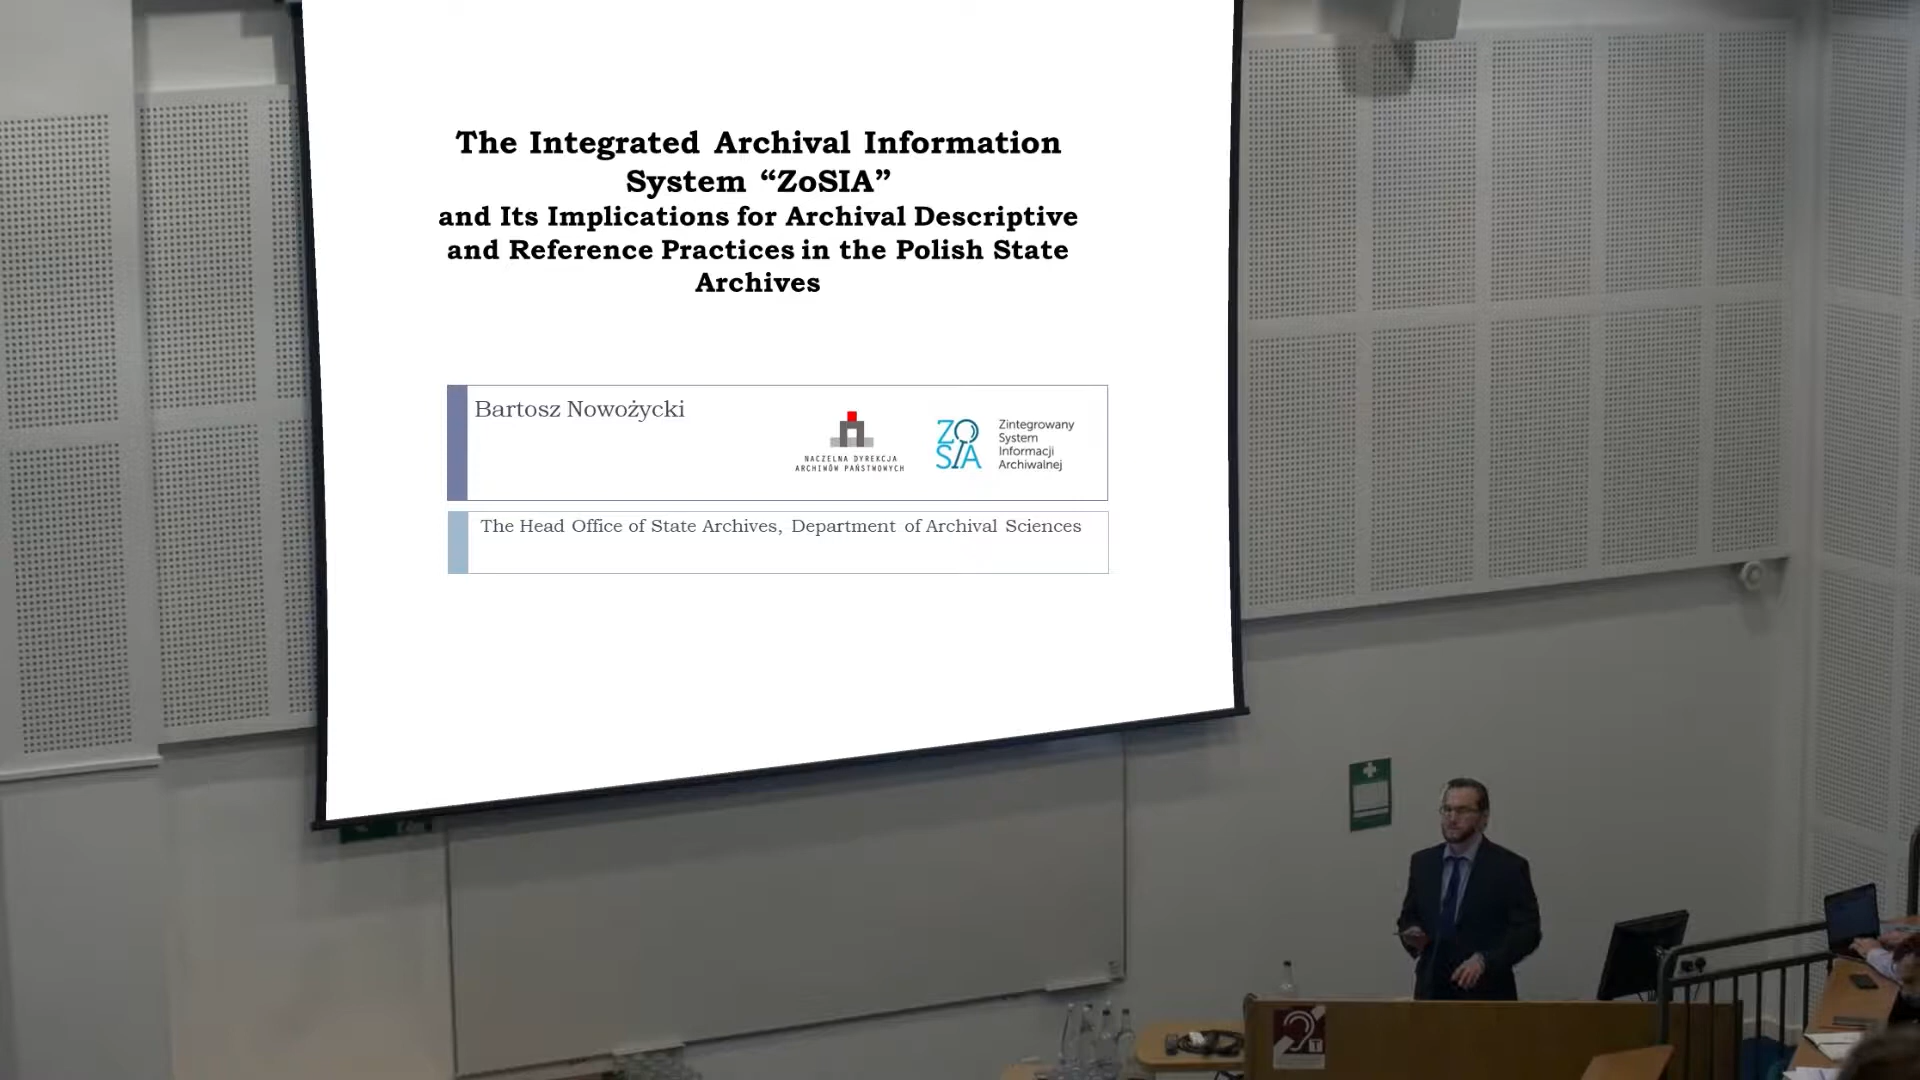 The Integrated Archival Information
System “ZoSIA”
and Its Implications for Archival Descriptive
and Reference Practices in the Polish State
Archives
Bartosz Nowożycki
NACZELNA DYREKCJA
ARCHIWÓW PAŃSTWOWYCH
ZO
SIA
Zintegrowany
System
Informacji
Archiwalnej
The Head Office of State Archives, Department of Archival Sciences
T